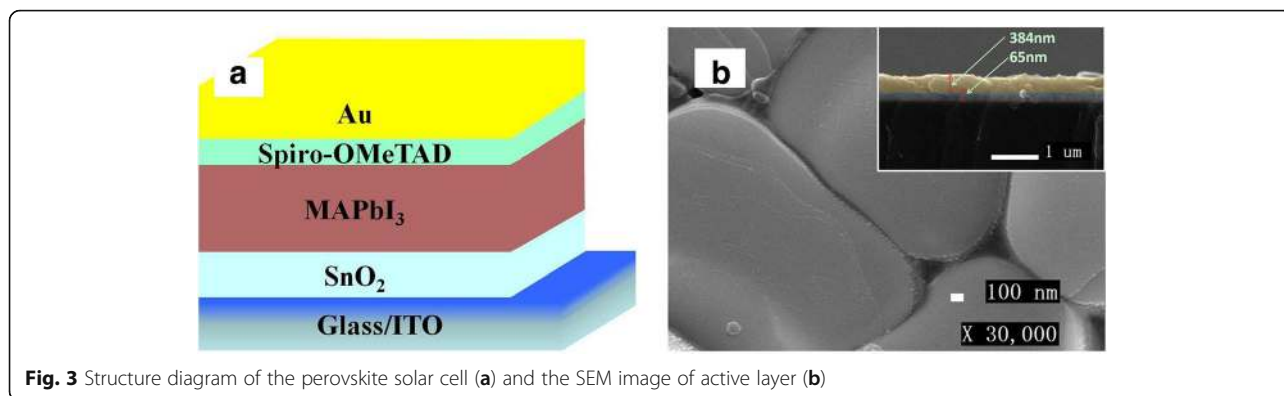 a
Au
Spiro-OMeTAD
MAPbI₃
SnO₂
Glass/ITO
b
384nm
65nm
1 um
100 nm
X 30,000
Fig. 3 Structure diagram of the perovskite solar cell (a) and the SEM image of active layer (b)